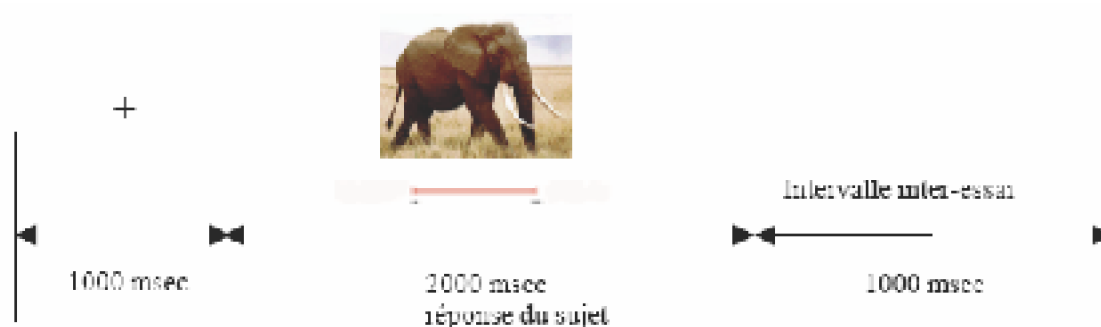 +
Intervalle inter-essai
1000 msec
2000 msec
réponse du sujet
1000 msec